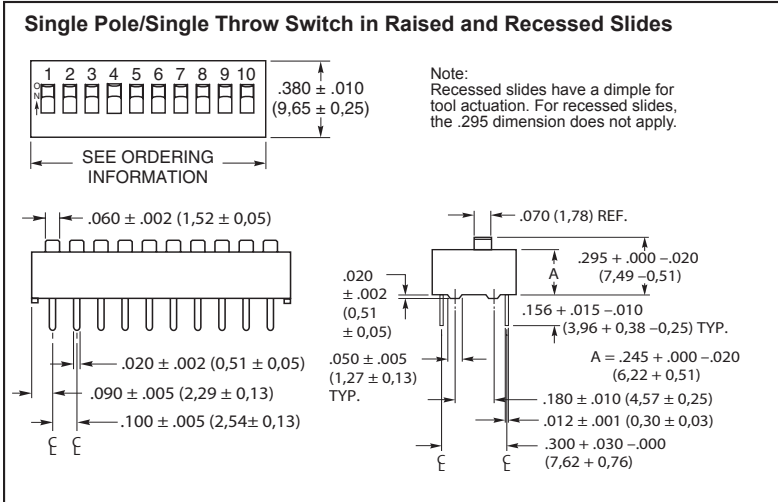 Single Pole/Single Throw Switch in Raised and Recessed Slides
1 2 3 4 5 6 7 8 9 10
O
N
.380 ± .010
(9,65 ± 0,25)
SEE ORDERING
INFORMATION
Note:
Recessed slides have a dimple for
tool actuation. For recessed slides,
the .295 dimension does not apply.
.060 ± .002 (1,52 ± 0,05)
.020 ± .002 (0,51 ± 0,05)
.090 ± .005 (2,29 ± 0,13)
.100 ± .005 (2,54± 0,13)
℄ ℄
.070 (1,78) REF.
A
.295 + .000 –.020
(7,49 –0,51)
.020
± .002
(0,51
± 0,05)
.156 + .015 –.010
(3,96 + 0,38 –0,25) TYP.
.050 ± .005
(1,27 ± 0,13)
TYP.
A = .245 + .000 –.020
(6,22 + 0,51)
.180 ± .010 (4,57 ± 0,25)
.012 ± .001 (0,30 ± 0,03)
.300 + .030 –.000
(7,62 + 0,76)
℄ ℄